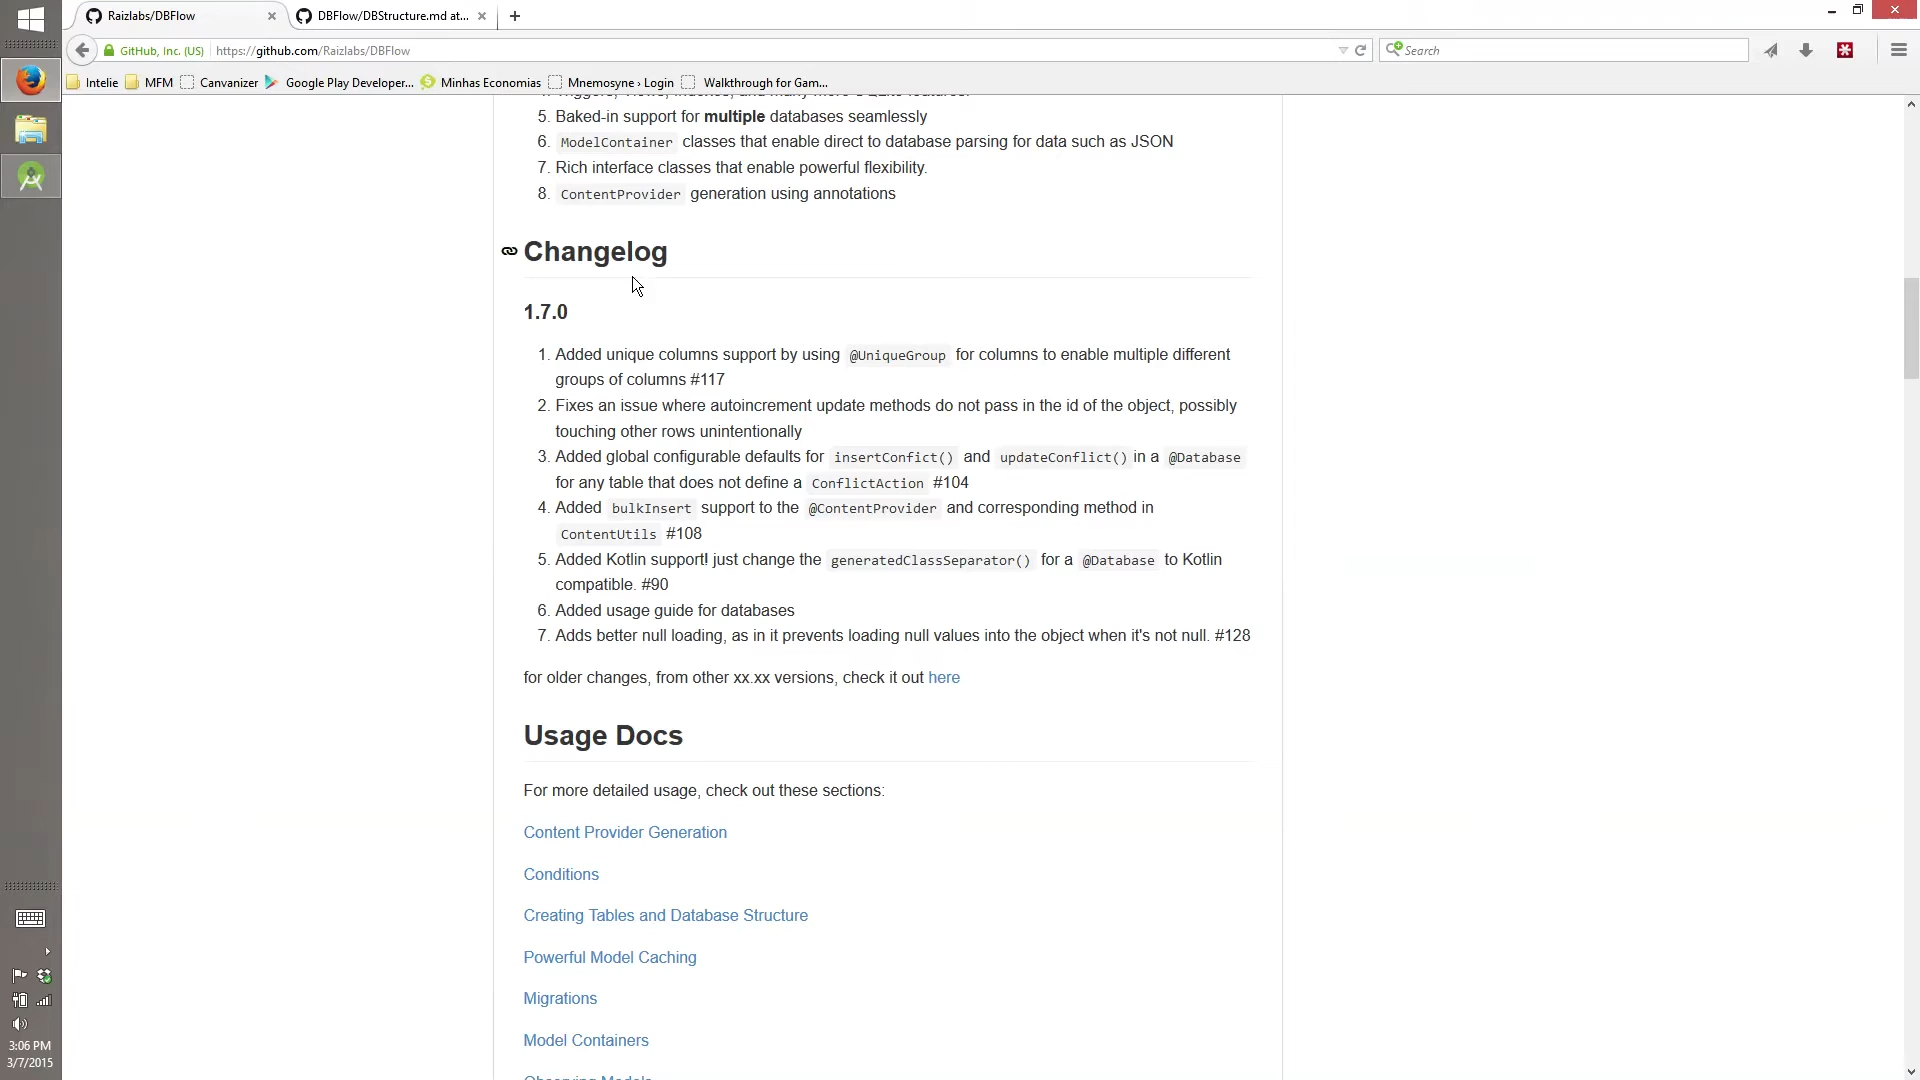 Raizlabs/DBFlow
DBFlow/DBStructure.md at...
GitHub, Inc. (US) https://github.com/Raizlabs/DBFlow
Search
Intelie MFM Canvanizer Google Play Developer... Minhas Economias Mnemosyne › Login Walkthrough for Gam...
5. Baked-in support for multiple databases seamlessly
6. ModelContainer classes that enable direct to database parsing for data such as JSON
7. Rich interface classes that enable powerful flexibility.
8. ContentProvider generation using annotations
Changelog
1.7.0
1. Added unique columns support by using @UniqueGroup for columns to enable multiple different
groups of columns #117
2. Fixes an issue where autoincrement update methods do not pass in the id of the object, possibly
touching other rows unintentionally
3. Added global configurable defaults for insertConfict() and updateConflict() in a @Database
for any table that does not define a ConflictAction #104
4. Added bulkInsert support to the @ContentProvider and corresponding method in
ContentUtils #108
5. Added Kotlin support! just change the generatedClassSeparator() for a @Database to Kotlin
compatible. #90
6. Added usage guide for databases
7. Adds better null loading, as in it prevents loading null values into the object when it's not null. #128
for older changes, from other xx.xx versions, check it out here
Usage Docs
For more detailed usage, check out these sections:
Content Provider Generation
Conditions
Creating Tables and Database Structure
Powerful Model Caching
Migrations
Model Containers
3:06 PM
3/7/2015